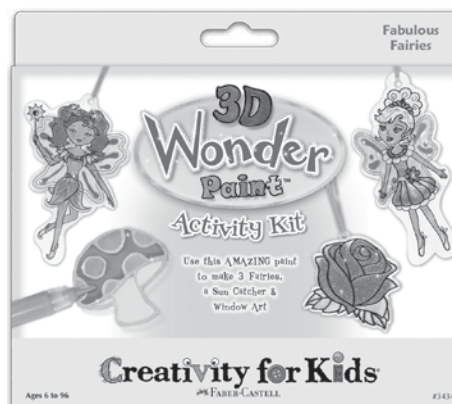 Fabulous
Fairies
3D
Wonder
Paint™
Activity Kit
Use this AMAZING paint
to make 3 Fairies,
a Sun Catcher &
Window Art
Creativity for Kids®
FABER-CASTELL
Ages 6 to 96